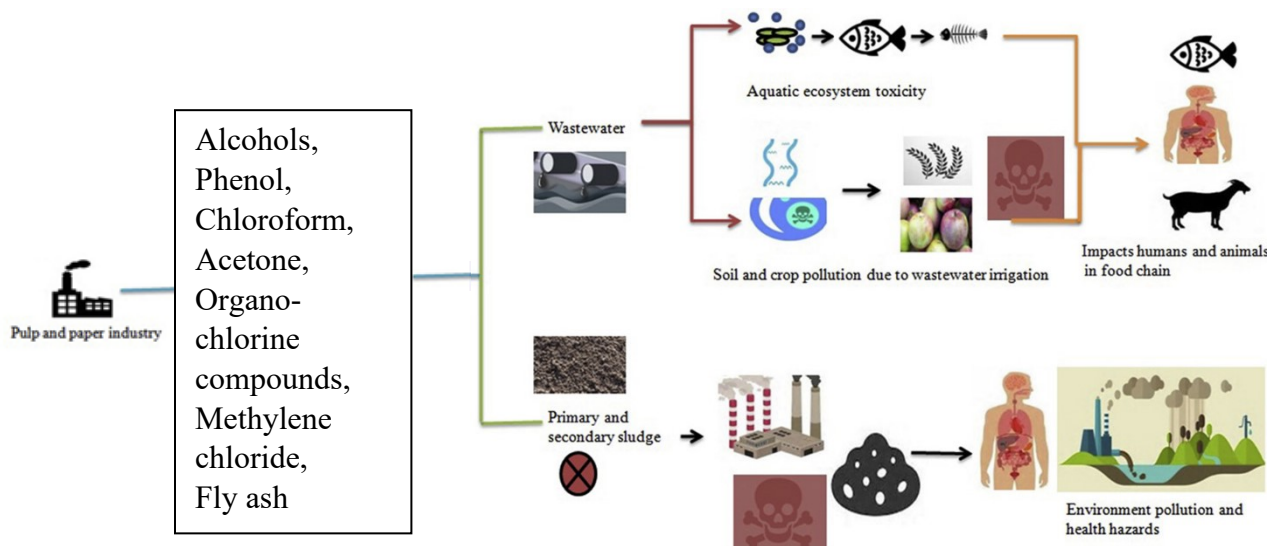 Pulp and paper industry
Alcohols,
Phenol,
Chloroform,
Acetone,
Organo-
chlorine
compounds,
Methylene
chloride,
Fly ash
Wastewater
Aquatic ecosystem toxicity
Soil and crop pollution due to wastewater irrigation
Impacts humans and animals
in food chain
Primary and
secondary sludge
Environment pollution and
health hazards